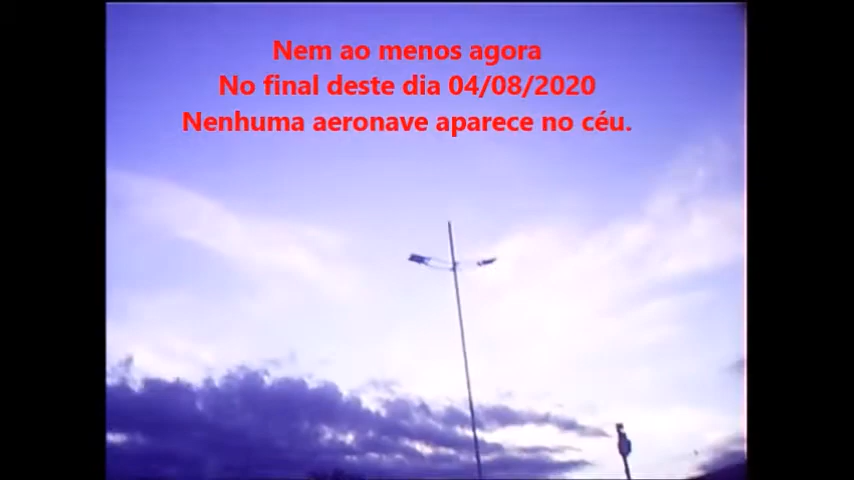 Nem ao menos agora
No final deste dia 04/08/2020
Nenhuma aeronave aparece no céu.